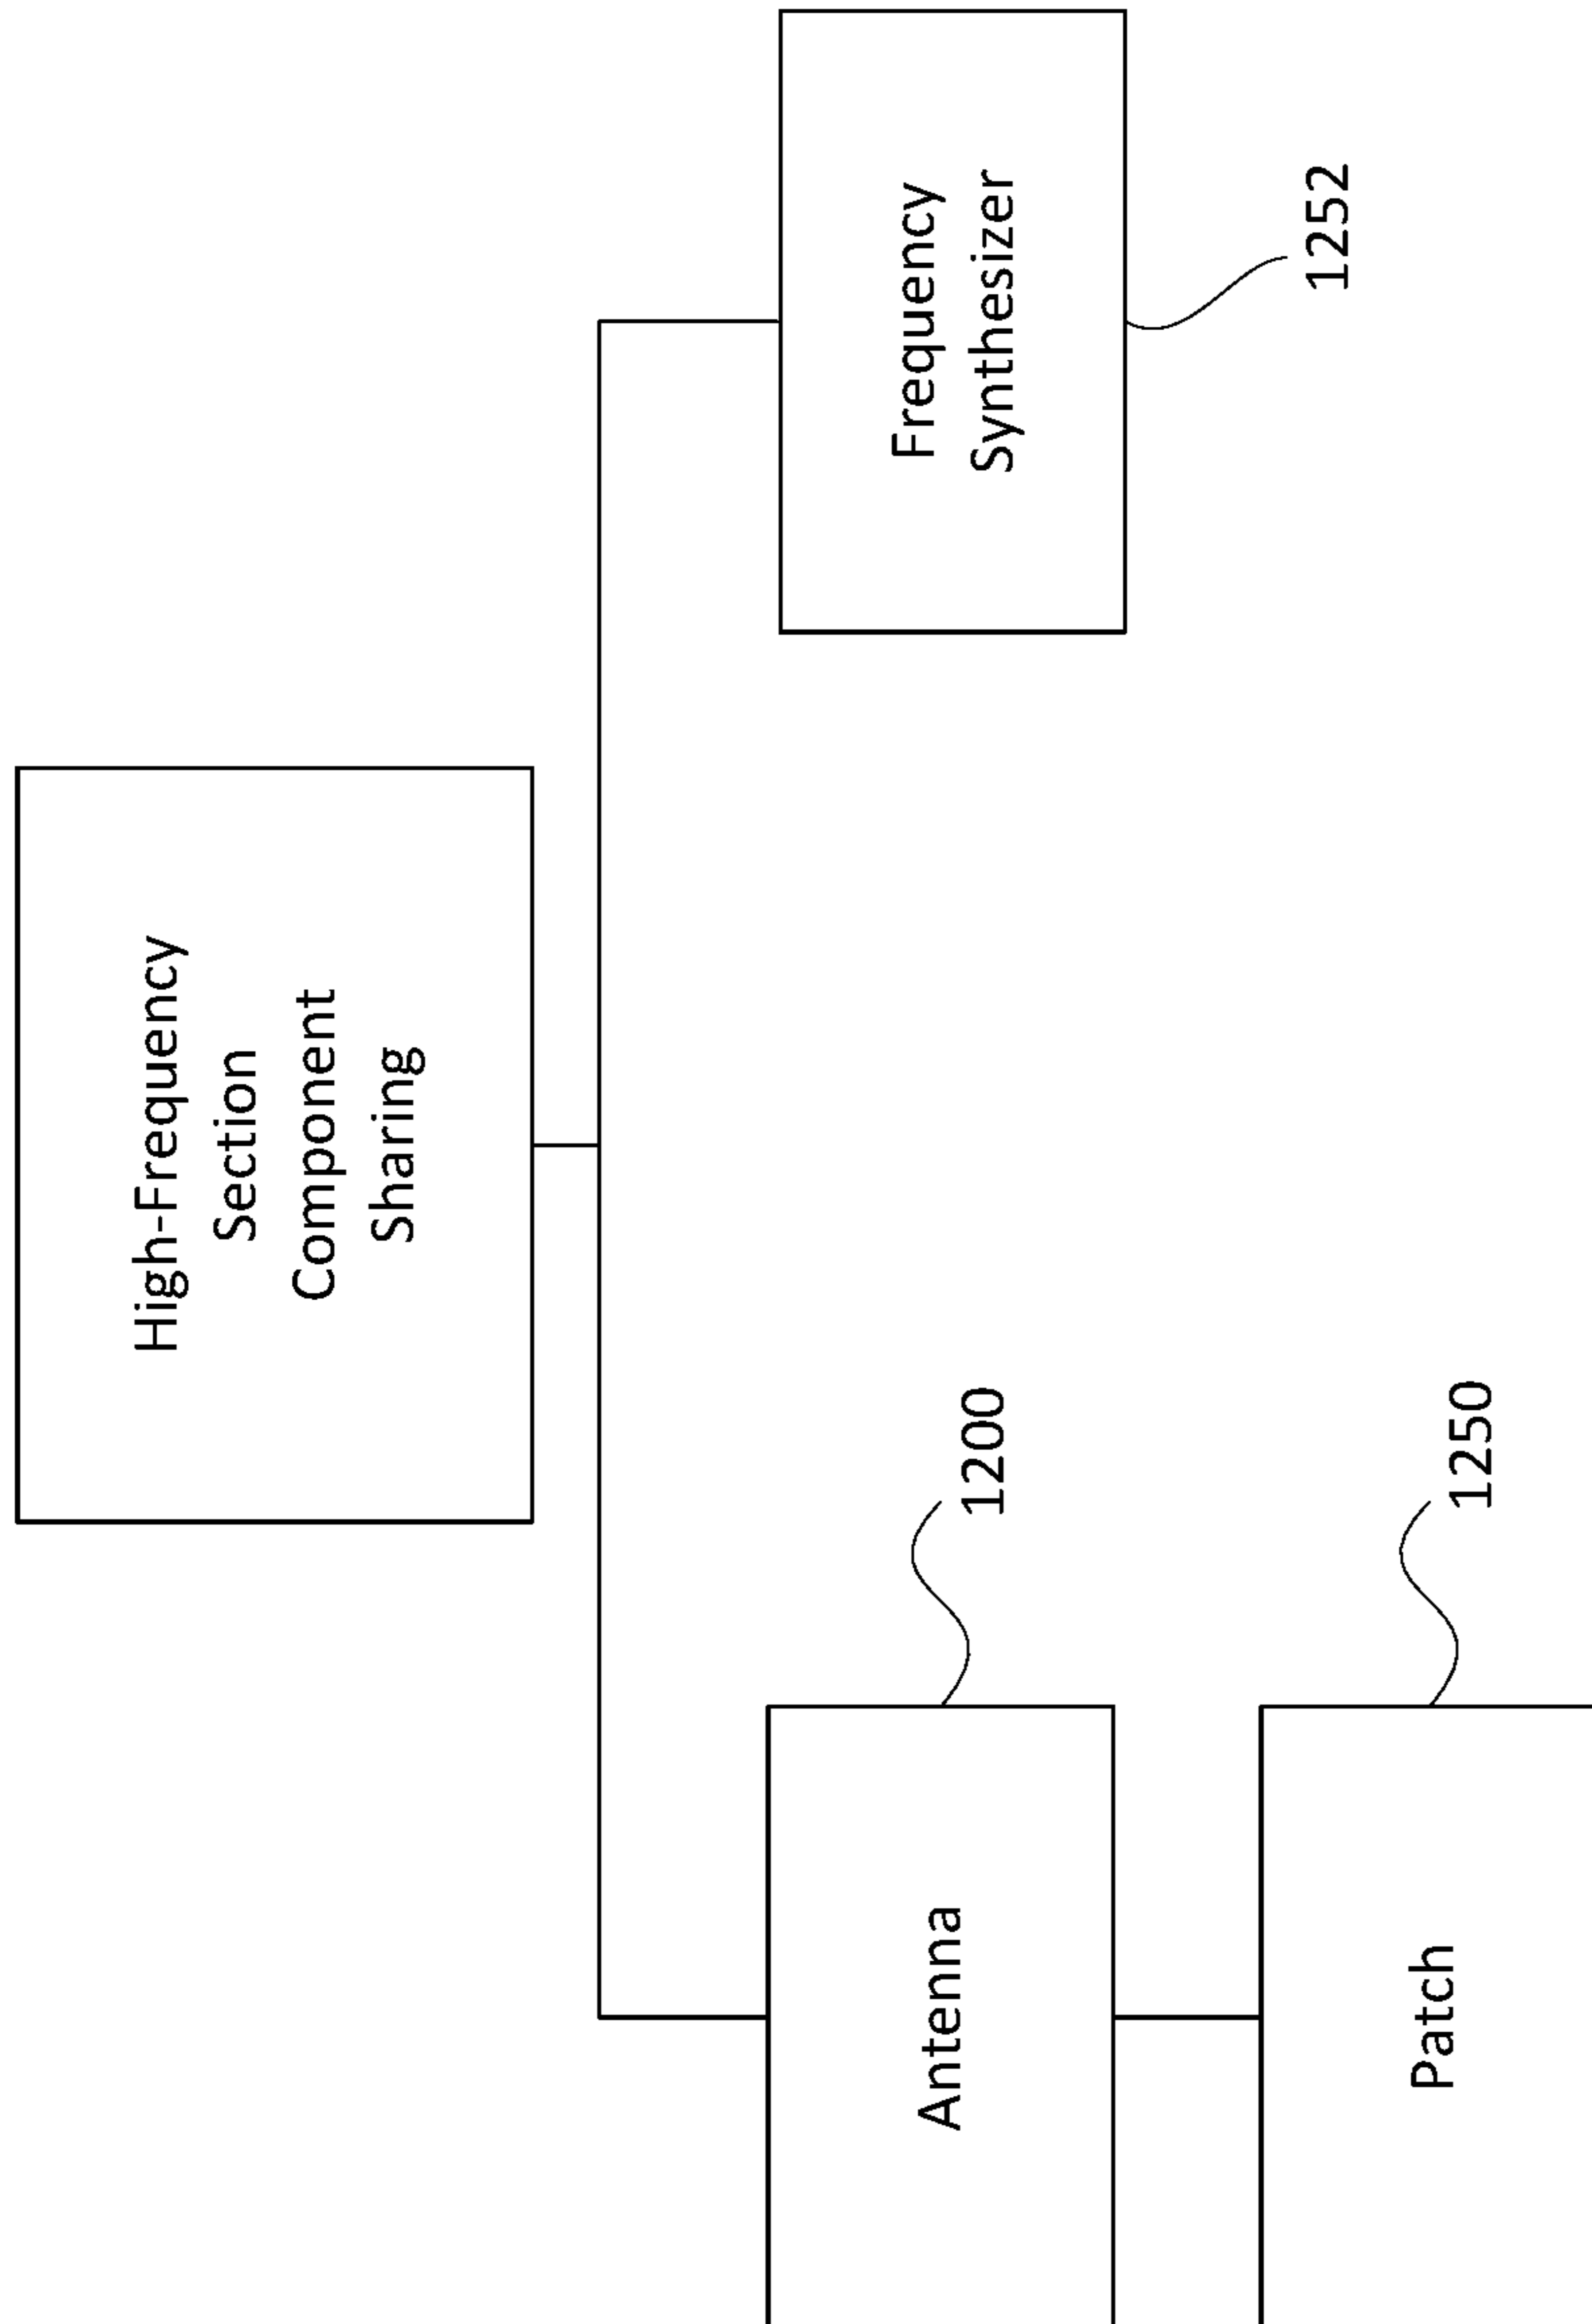 High-Frequency
Section
Component
Sharing
Antenna
1200
Frequency
Synthesizer
1252
Patch
1250